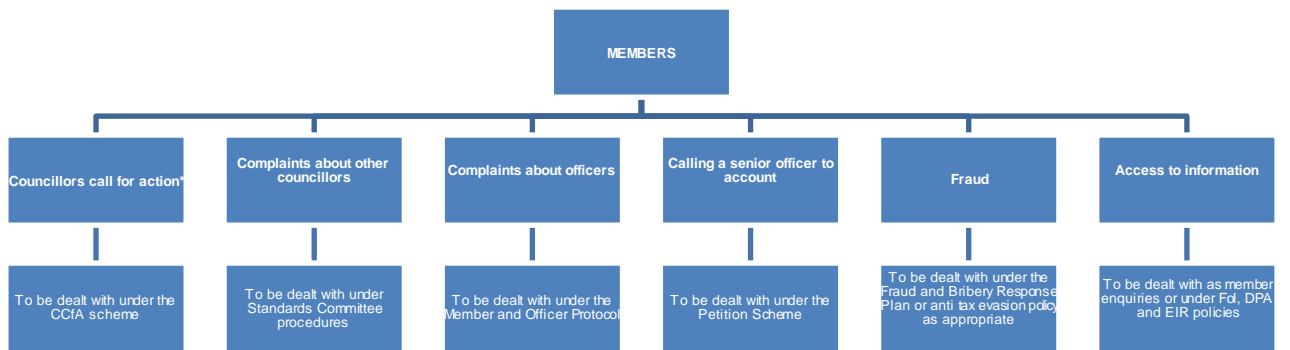 MEMBERS
Councillors call for action*
Complaints about other
councillors
Complaints about officers
Calling a senior officer to
account
Fraud
Access to information
To be dealt with under the
CCfA scheme
To be dealt with under
Standards Committee
procedures
To be dealt with under the
Member and Officer Protocol
To be dealt with under the
Petition Scheme
To be dealt with under the
Fraud and Bribery Response
Plan or anti tax evasion policy
as appropriate
To be dealt with as member
enquiries or under FoI, DPA
and EIR policies